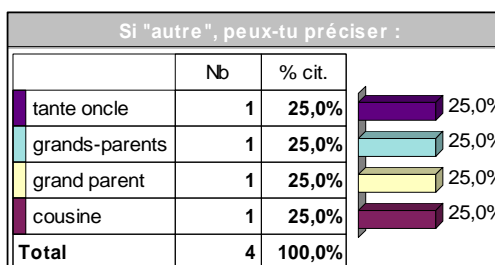 Si "autre", peux-tu préciser :
Nb % cit.
tante oncle 1 25,0% 25,0%
grands-parents 1 25,0% 25,0%
grand parent 1 25,0% 25,0%
cousine 1 25,0% 25,0%
Total 4 100,0%